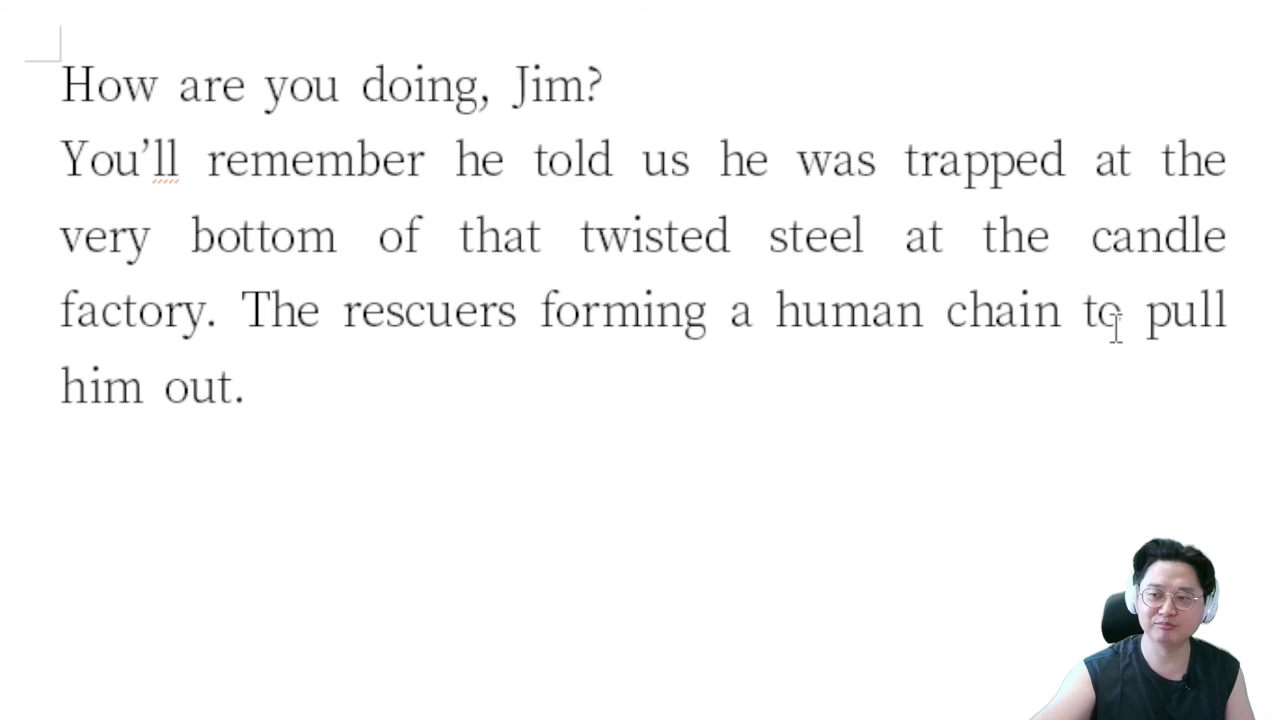 How are you doing, Jim?
You’ll remember he told us he was trapped at the
very bottom of that twisted steel at the candle
factory. The rescuers forming a human chain to pull
him out.